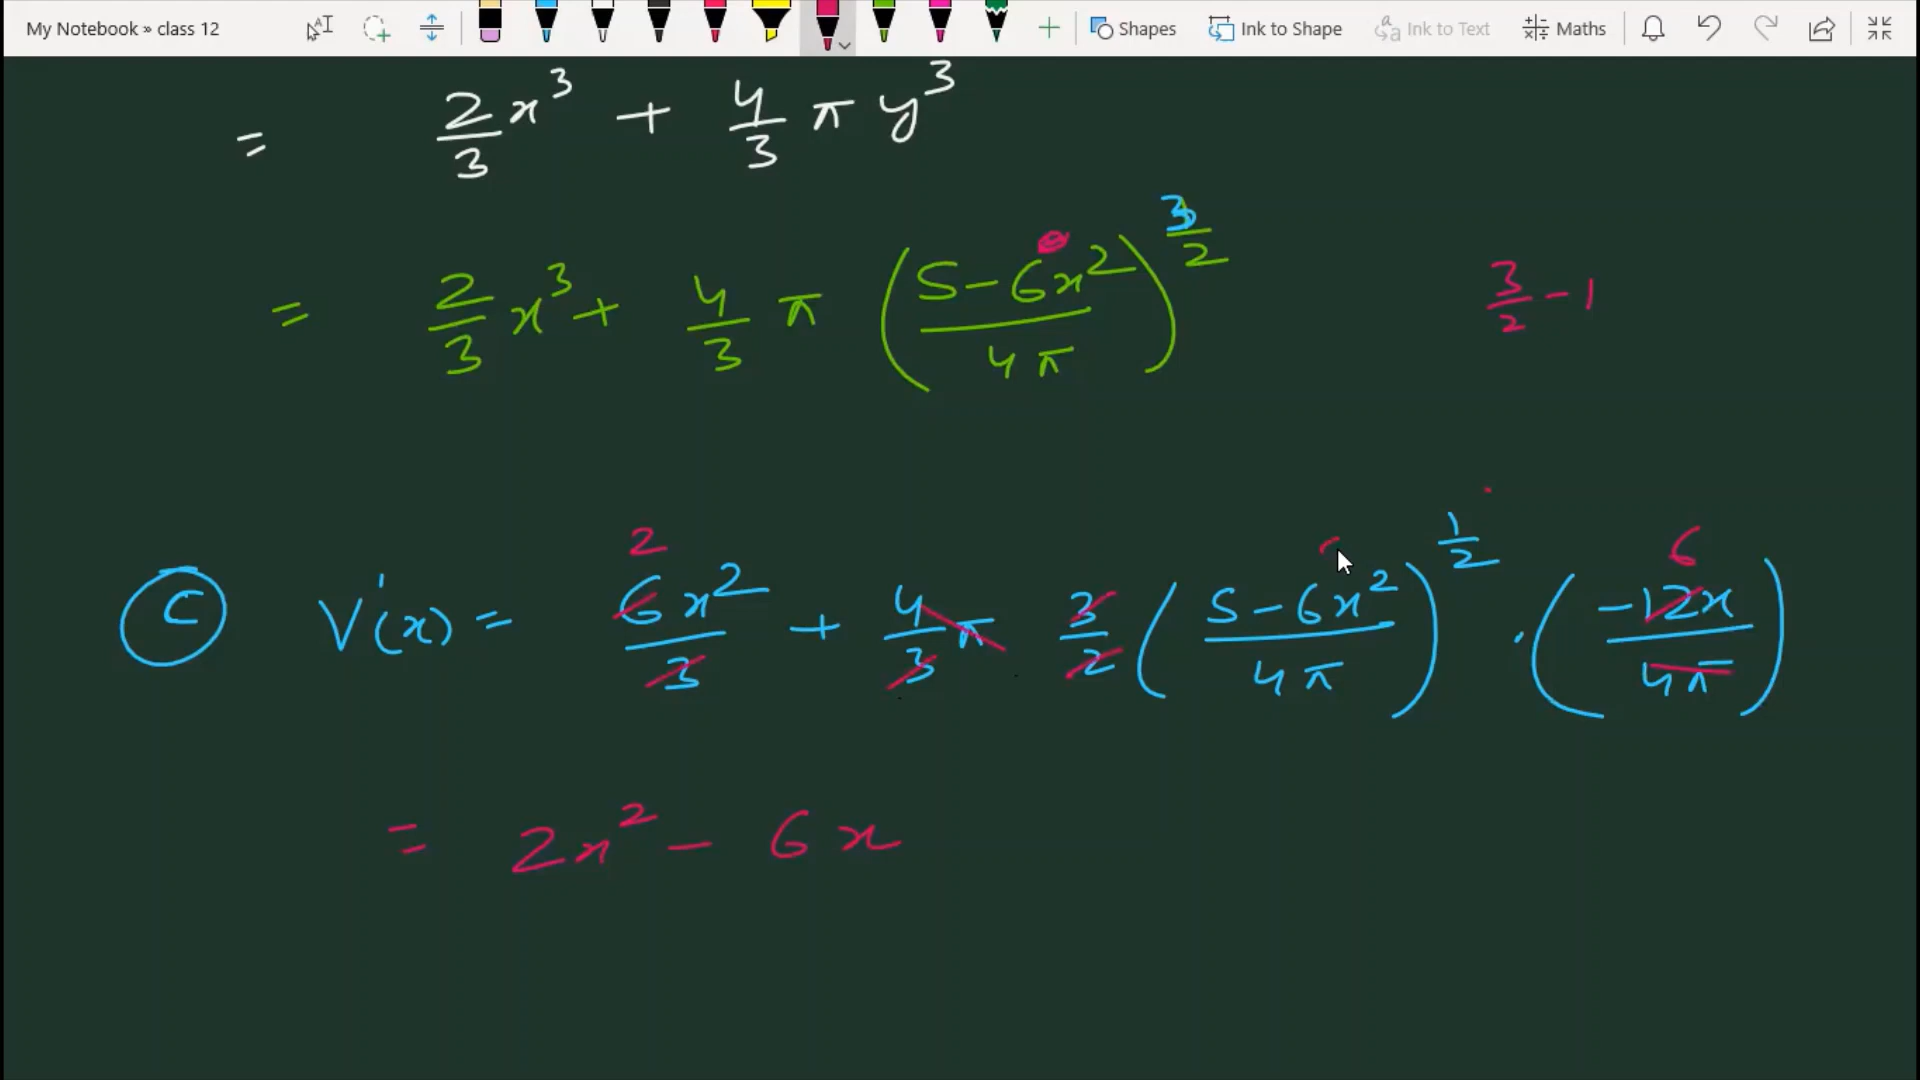 My Notebook » class 12 Shapes Ink to Shape Ink to Text Maths
= 2/3 x³ + 4/3 π y³
= 2/3 x³ + 4/3 π ((S - 6x²)/(4π))^(3/2)
3/2 - 1
2 6
C V'(x) = 6x²/3 + 4/3 π . 3/2 ((S - 6x²)/(4π))^(1/2) . (-12x/(4π))
= 2x² - 6x